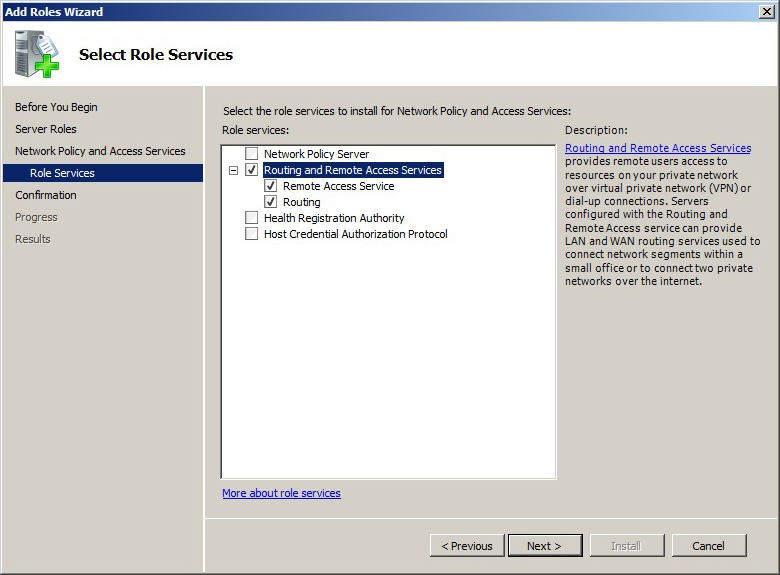 Add Roles Wizard
Select Role Services
Before You Begin
Server Roles
Network Policy and Access Services
Role Services
Confirmation
Progress
Results
Select the role services to install for Network Policy and Access Services:
Role services:
Network Policy Server
Routing and Remote Access Services
Remote Access Service
Routing
Health Registration Authority
Host Credential Authorization Protocol
More about role services
Description:
Routing and Remote Access Services
provides remote users access to
resources on your private network
over virtual private network (VPN) or
dial-up connections. Servers
configured with the Routing and
Remote Access service can provide
LAN and WAN routing services used to
connect network segments within a
small office or to connect two private
networks over the internet.
< Previous
Next >
Install
Cancel